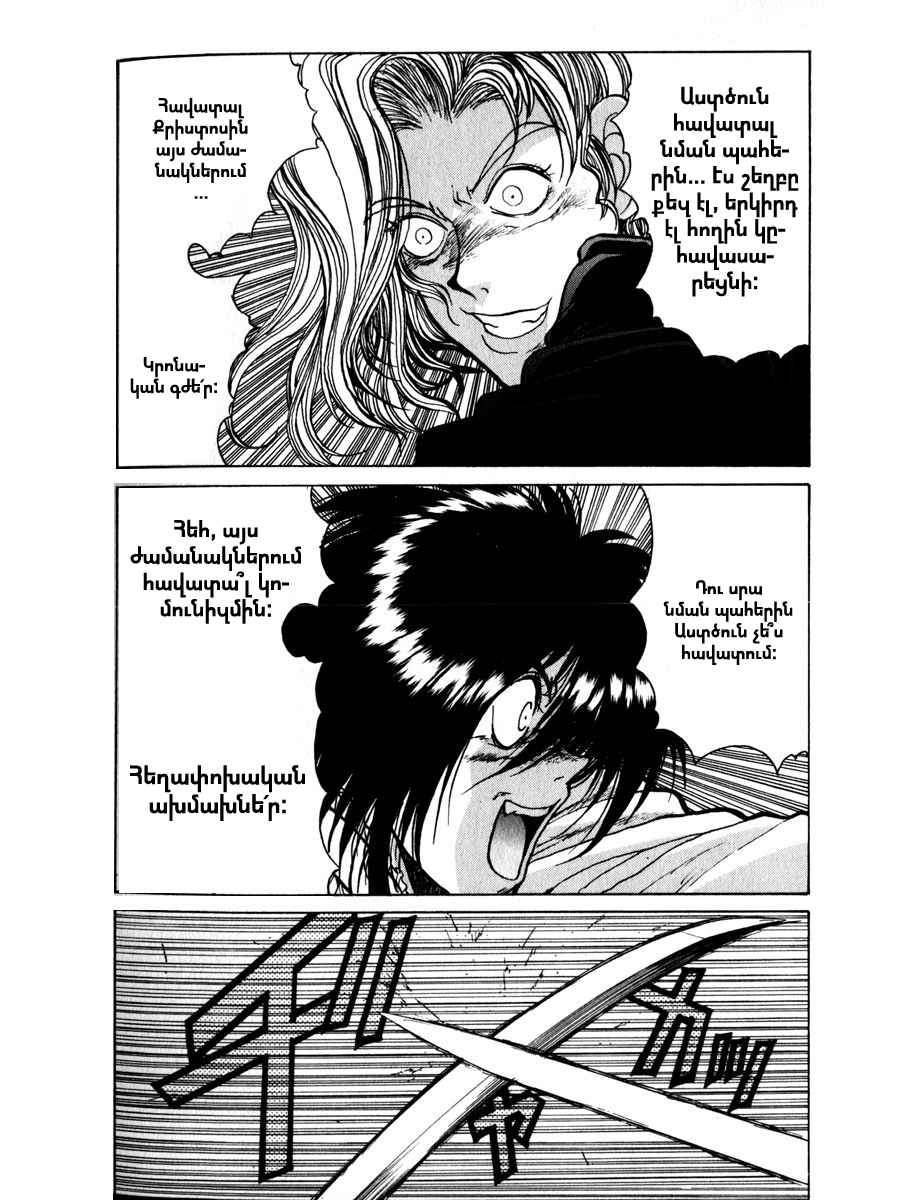 Աստծուն
հավատալ
նման պահե-
րին... էս շեղբը
քեզ էլ, երկիրդ
էլ հողին կը-
հավասա-
րեցնի:
Հավատալ
Քրիստոսին
այս ժամա-
նակներում
...
Կրոնա-
կան գժե՛ր:
Դու սրա
նման պահերին
Աստծուն չե՞ս
հավատում:
Հեհ, այս
ժամանակներում
հավատա՞լ կո-
մունիզմին:
Հեղափոխական
ախմախնե՛ր: